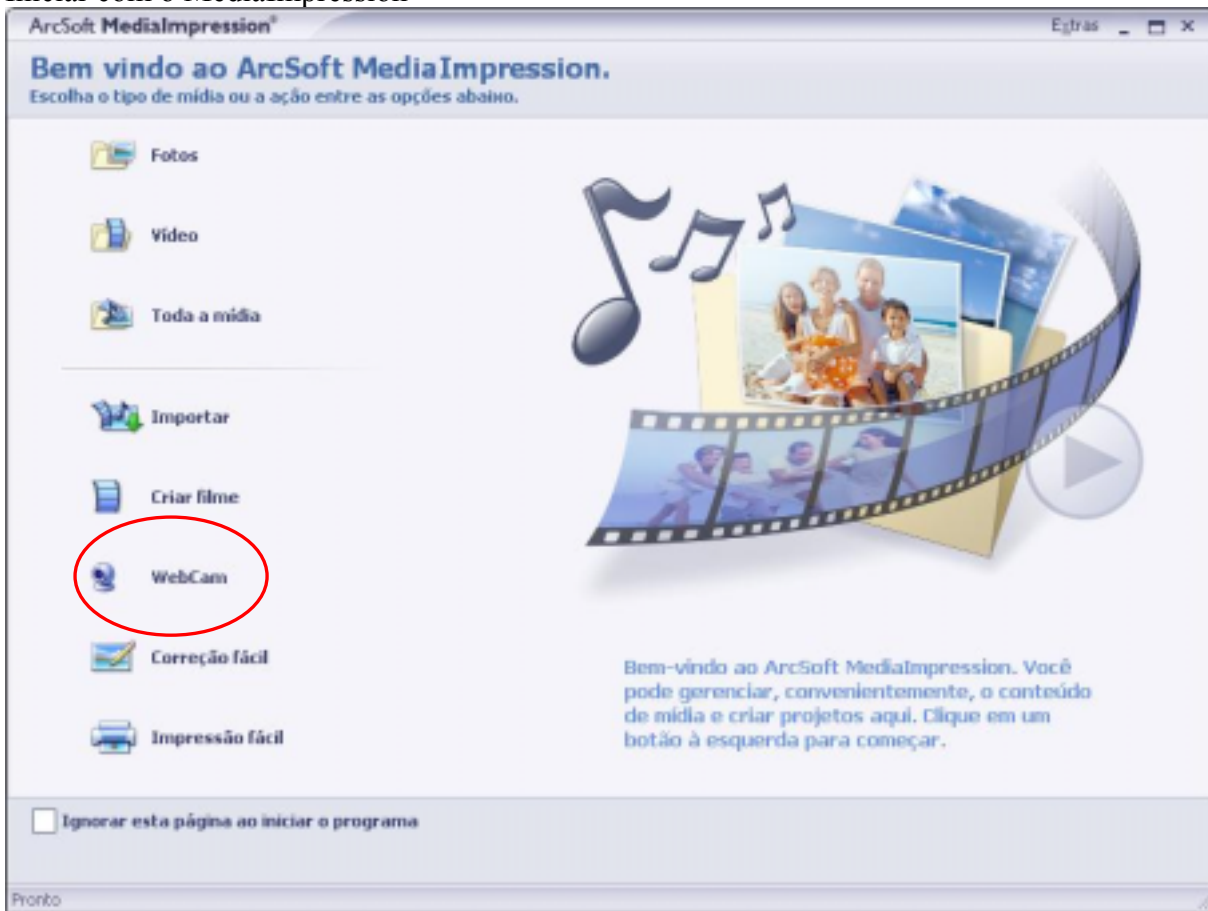 iniciar com o MediaImpression
ArcSoft MediaImpression®
Extras
Bem vindo ao ArcSoft MediaImpression.
Escolha o tipo de mídia ou a ação entre as opções abaixo.
Fotos
Vídeo
Toda a mídia
Importar
Criar filme
WebCam
Correção fácil
Impressão fácil
Bem-vindo ao ArcSoft MediaImpression. Você
pode gerenciar, convenientemente, o conteúdo
de mídia e criar projetos aqui. Clique em um
botão à esquerda para começar.
Ignorar esta página ao iniciar o programa
Pronto